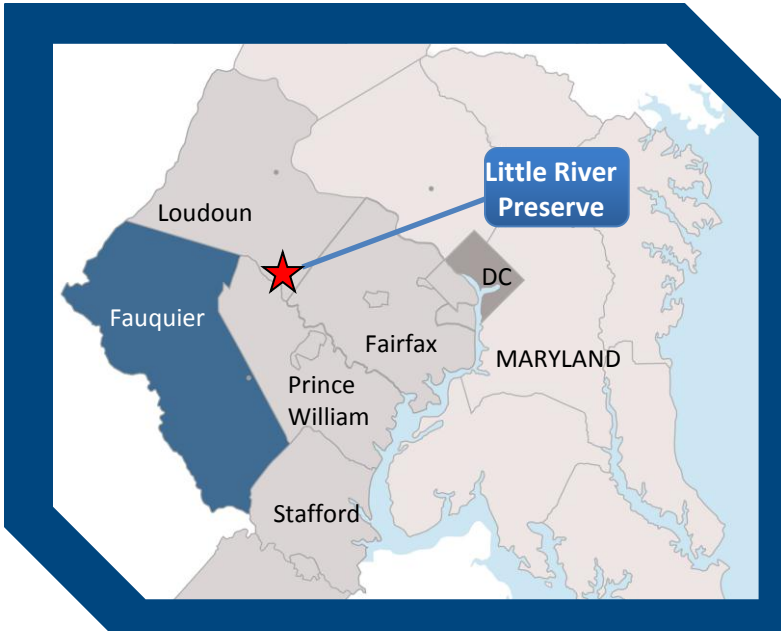 Little River
Preserve
Loudoun
DC
Fauquier
Fairfax
MARYLAND
Prince
William
Stafford